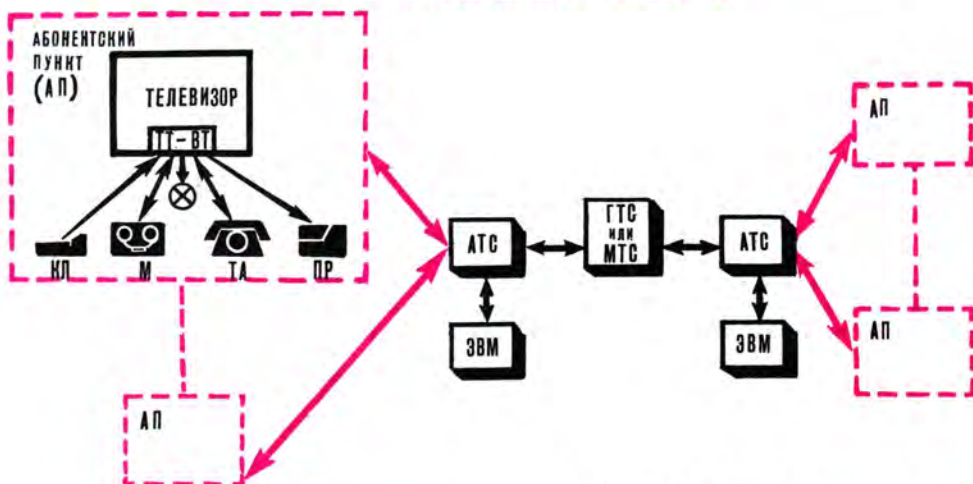 АБОНЕНТСКИЙ
ПУНКТ
(АП)
ТЕЛЕВИЗОР
ТТ-ВТ
КЛ М ТА ПР
АП
АТС
ЭВМ
ГТС
ИЛИ
МТС
АТС
ЭВМ
АП
АП